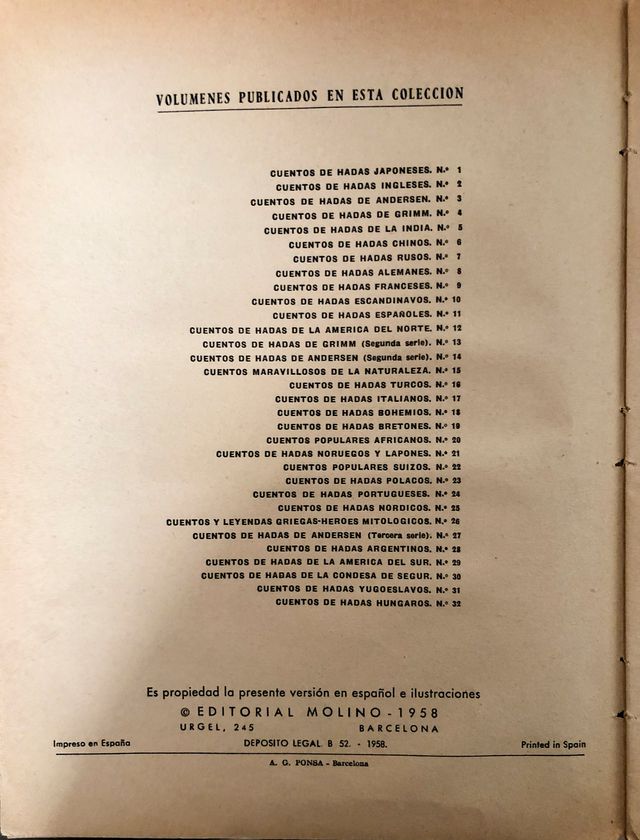 VOLUMENES PUBLICADOS EN ESTA COLECCION
CUENTOS DE HADAS JAPONESES. N.º 1
CUENTOS DE HADAS INGLESES. N.º 2
CUENTOS DE HADAS DE ANDERSEN. N.º 3
CUENTOS DE HADAS DE GRIMM. N.º 4
CUENTOS DE HADAS DE LA INDIA. N.º 5
CUENTOS DE HADAS CHINOS. N.º 6
CUENTOS DE HADAS RUSOS. N.º 7
CUENTOS DE HADAS ALEMANES. N.º 8
CUENTOS DE HADAS FRANCESES. N.º 9
CUENTOS DE HADAS ESCANDINAVOS. N.º 10
CUENTOS DE HADAS ESPAÑOLES. N.º 11
CUENTOS DE HADAS DE LA AMERICA DEL NORTE. N.º 12
CUENTOS DE HADAS DE GRIMM (Segunda serie). N.º 13
CUENTOS DE HADAS DE ANDERSEN (Segunda serie). N.º 14
CUENTOS MARAVILLOSOS DE LA NATURALEZA. N.º 15
CUENTOS DE HADAS TURCOS. N.º 16
CUENTOS DE HADAS ITALIANOS. N.º 17
CUENTOS DE HADAS BOHEMIOS. N.º 18
CUENTOS DE HADAS BRETONES. N.º 19
CUENTOS POPULARES AFRICANOS. N.º 20
CUENTOS DE HADAS NORUEGOS Y LAPONES. N.º 21
CUENTOS POPULARES SUIZOS. N.º 22
CUENTOS DE HADAS POLACOS. N.º 23
CUENTOS DE HADAS PORTUGUESES. N.º 24
CUENTOS DE HADAS NORDICOS. N.º 25
CUENTOS Y LEYENDAS GRIEGAS-HEROES MITOLOGICOS. N.º 26
CUENTOS DE HADAS DE ANDERSEN (Tercera serie). N.º 27
CUENTOS DE HADAS ARGENTINOS. N.º 28
CUENTOS DE HADAS DE LA AMERICA DEL SUR. N.º 29
CUENTOS DE HADAS DE LA CONDESA DE SEGUR. N.º 30
CUENTOS DE HADAS YUGOESLAVOS. N.º 31
CUENTOS DE HADAS HUNGAROS. N.º 32
Es propiedad la presente versión en español e ilustraciones
© EDITORIAL MOLINO - 1958
URGEL, 245 BARCELONA
Impreso en España DEPOSITO LEGAL B 52. - 1958. Printed in Spain
A. G. PONSA - Barcelona